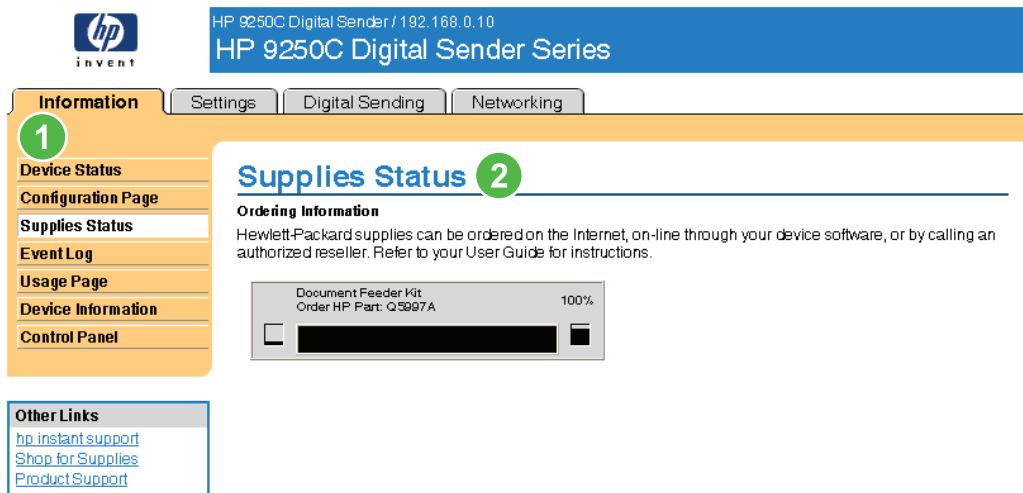 hp
invent
HP 9250C Digital Sender / 192.168.0.10
HP 9250C Digital Sender Series
Information
Settings
Digital Sending
Networking
1
Device Status
Configuration Page
Supplies Status
Event Log
Usage Page
Device Information
Control Panel
Other Links
hp instant support
Shop for Supplies
Product Support
Supplies Status 2
Ordering Information
Hewlett-Packard supplies can be ordered on the Internet, on-line through your device software, or by calling an
authorized reseller. Refer to your User Guide for instructions.
Document Feeder Kit
Order HP Part: Q5997A
100%